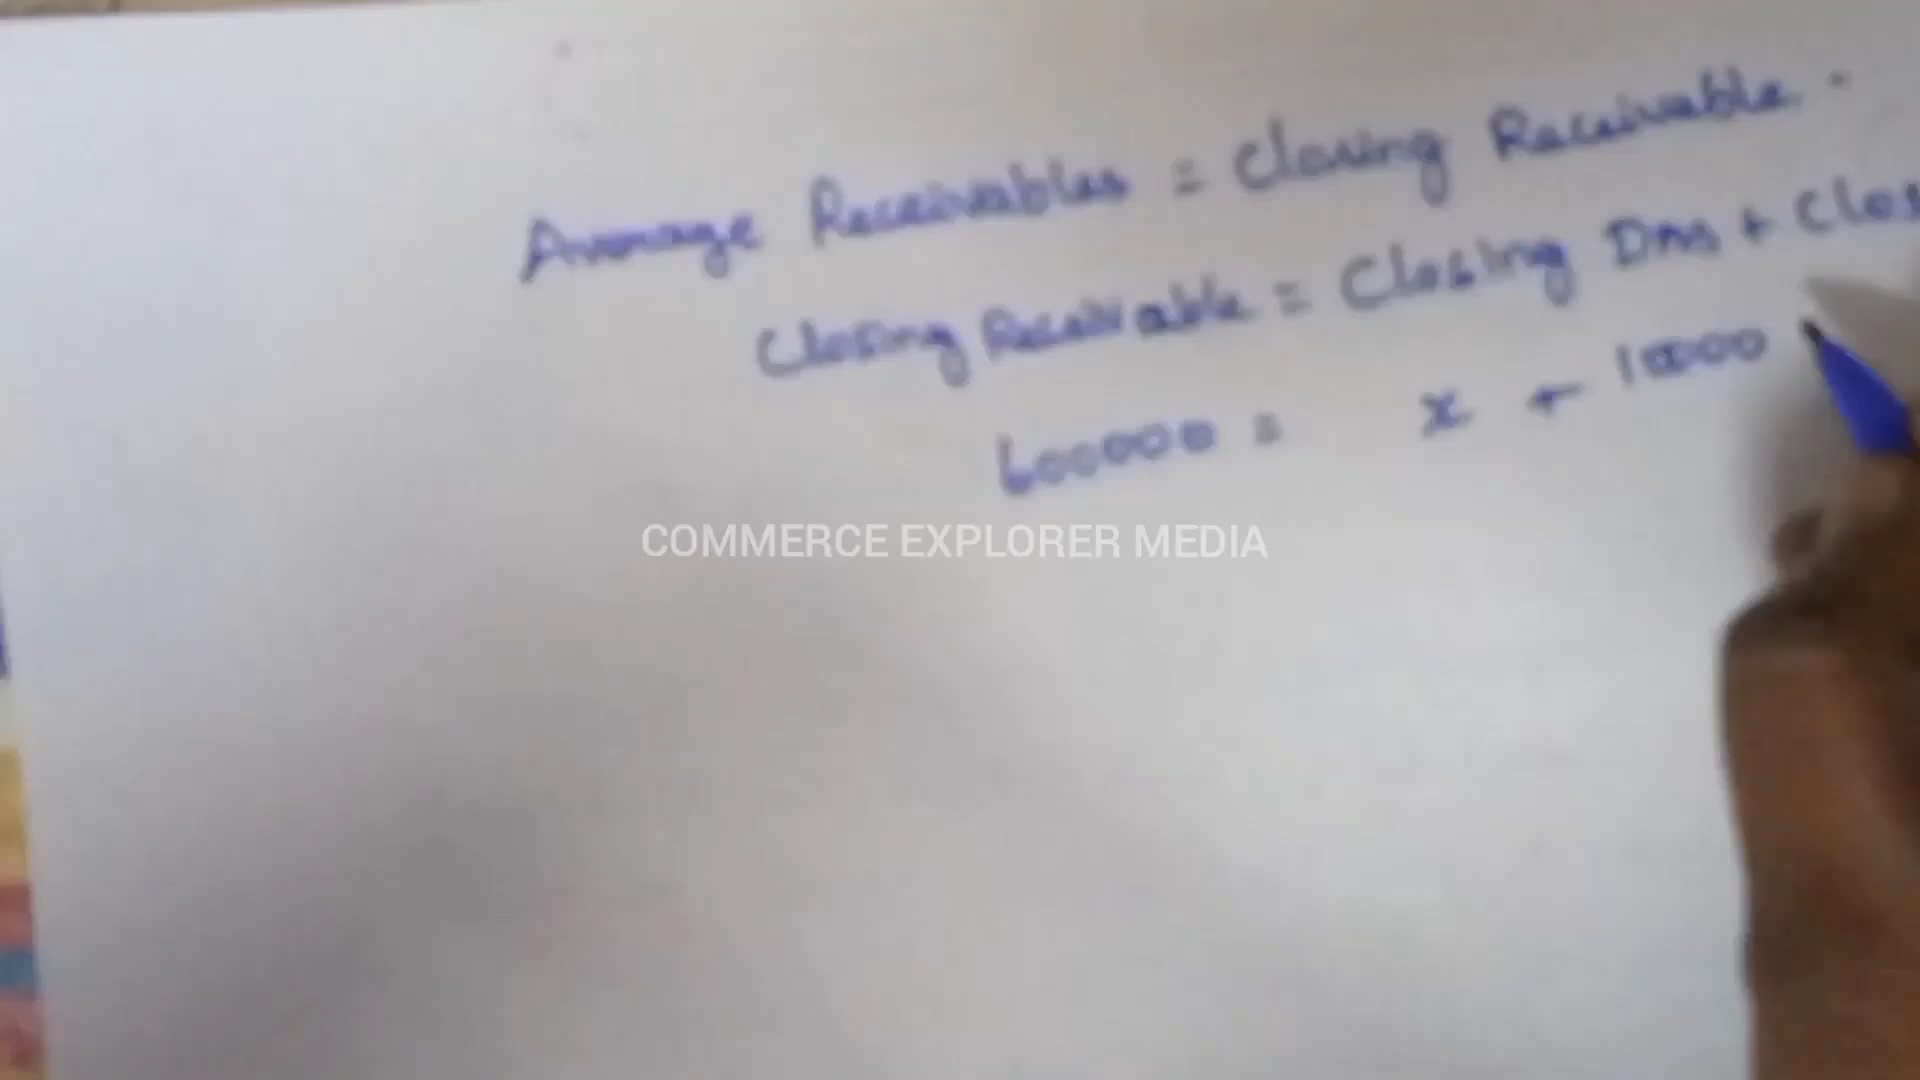 Average Receivables = Closing Receivable.
Closing Receivable = Closing Drs + Clos
600000 = x + 10000
COMMERCE EXPLORER MEDIA